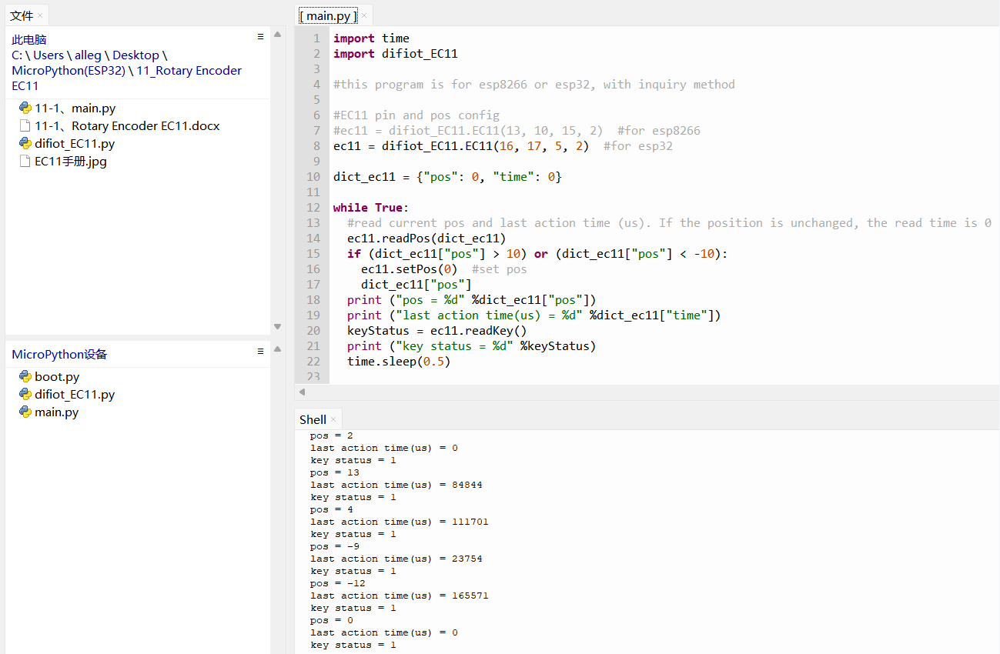 文件
此电脑
C: \ Users \ alleg \ Desktop \
MicroPython(ESP32) \ 11_Rotary Encoder
EC11
11-1、main.py
11-1、Rotary Encoder EC11.docx
difiot_EC11.py
EC11手册.jpg
MicroPython设备
boot.py
difiot_EC11.py
main.py
[ main.py ]
1 import time
2 import difiot_EC11
3
4 #this program is for esp8266 or esp32, with inquiry method
5
6 #EC11 pin and pos config
7 #ec11 = difiot_EC11.EC11(13, 10, 15, 2)  #for esp8266
8 ec11 = difiot_EC11.EC11(16, 17, 5, 2)  #for esp32
9
10 dict_ec11 = {"pos": 0, "time": 0}
11
12 while True:
13   #read current pos and last action time (us). If the position is unchanged, the read time is 0
14   ec11.readPos(dict_ec11)
15   if (dict_ec11["pos"] > 10) or (dict_ec11["pos"] < -10):
16     ec11.setPos(0)  #set pos
17     dict_ec11["pos"]
18   print ("pos = %d" %dict_ec11["pos"])
19   print ("last action time(us) = %d" %dict_ec11["time"])
20   keyStatus = ec11.readKey()
21   print ("key status = %d" %keyStatus)
22   time.sleep(0.5)
23
Shell
pos = 2
last action time(us) = 0
key status = 1
pos = 13
last action time(us) = 84844
key status = 1
pos = 4
last action time(us) = 111701
key status = 1
pos = -9
last action time(us) = 23754
key status = 1
pos = -12
last action time(us) = 165571
key status = 1
pos = 0
last action time(us) = 0
key status = 1